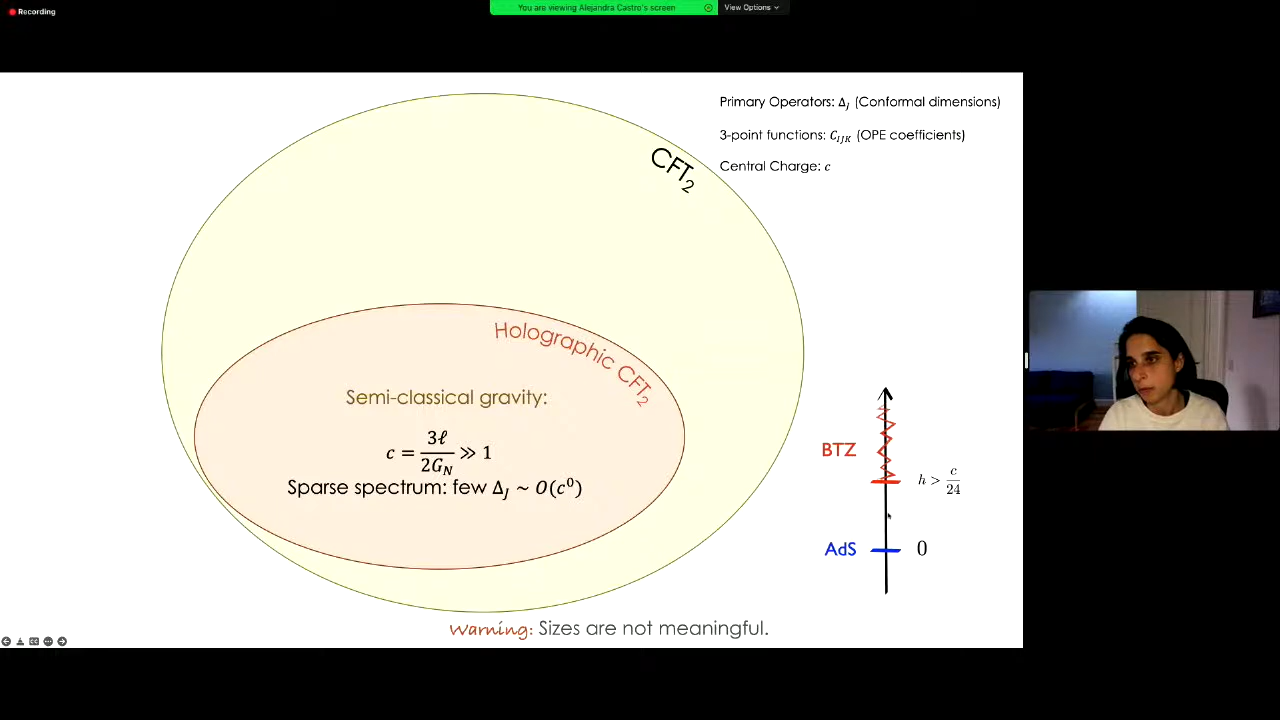 Recording
You are viewing Alejandra Castro's screen
View Options
Primary Operators: Δ_J (Conformal dimensions)
3-point functions: C_{IJK} (OPE coefficients)
Central Charge: c
CFT₂
Holographic CFT₂
Semi-classical gravity:
c = 3ℓ/2G_N ≫ 1
Sparse spectrum: few Δ_J ~ O(c⁰)
BTZ
h > c/24
AdS
0
Warning: Sizes are not meaningful.